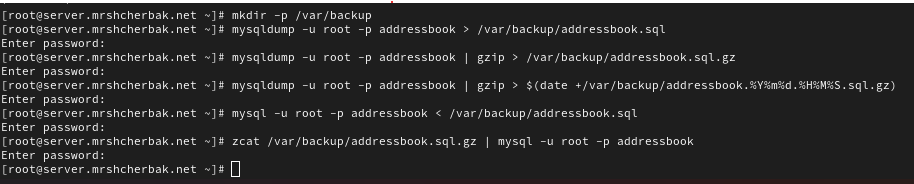 [root@server.mrshcherbak.net ~]# mkdir -p /var/backup
[root@server.mrshcherbak.net ~]# mysqldump -u root -p addressbook > /var/backup/addressbook.sql
Enter password:
[root@server.mrshcherbak.net ~]# mysqldump -u root -p addressbook | gzip > /var/backup/addressbook.sql.gz
Enter password:
[root@server.mrshcherbak.net ~]# mysqldump -u root -p addressbook | gzip > $(date +/var/backup/addressbook.%Y%m%d.%H%M%S.sql.gz)
Enter password:
[root@server.mrshcherbak.net ~]# mysql -u root -p addressbook < /var/backup/addressbook.sql
Enter password:
[root@server.mrshcherbak.net ~]# zcat /var/backup/addressbook.sql.gz | mysql -u root -p addressbook
Enter password:
[root@server.mrshcherbak.net ~]#